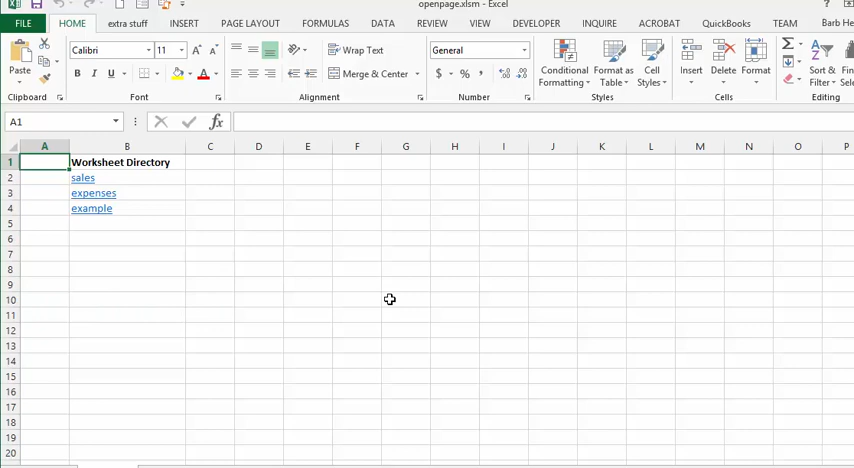 openpage.xlsm - Excel
FILE HOME extra stuff INSERT PAGE LAYOUT FORMULAS DATA REVIEW VIEW DEVELOPER INQUIRE ACROBAT QuickBooks TEAM Barb He
Paste
Calibri 11 A A
B I U A
Wrap Text
Merge & Center
General
$ % ,
Conditional Formatting
Format as Table
Cell Styles
Insert Delete Format
Sort & Filter
Fin Sele
Clipboard Font Alignment Number Styles Cells Editing
A1 fx
A B C D E F G H I J K L M N O P
1 Worksheet Directory
2 sales
3 expenses
4 example
5
6
7
8
9
10
11
12
13
14
15
16
17
18
19
20